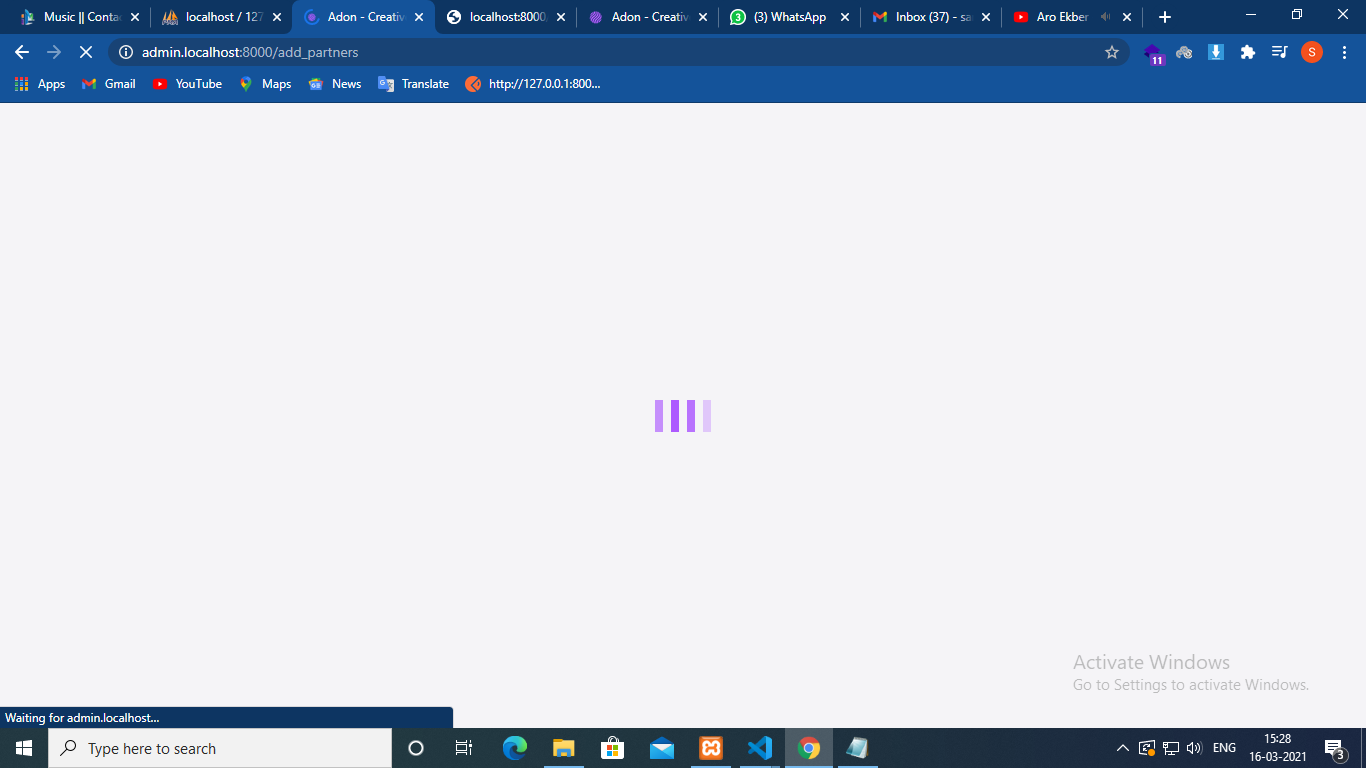 Music || Conta
localhost / 127
Adon - Creativ
localhost:8000
Adon - Creativ
(3) WhatsApp
Inbox (37) - sa
Aro Ekber
admin.localhost:8000/add_partners
11
S
Apps
Gmail
YouTube
Maps
News
Translate
http://127.0.0.1:800...
Activate Windows
Go to Settings to activate Windows.
Waiting for admin.localhost...
Type here to search
ENG
15:28
16-03-2021
3